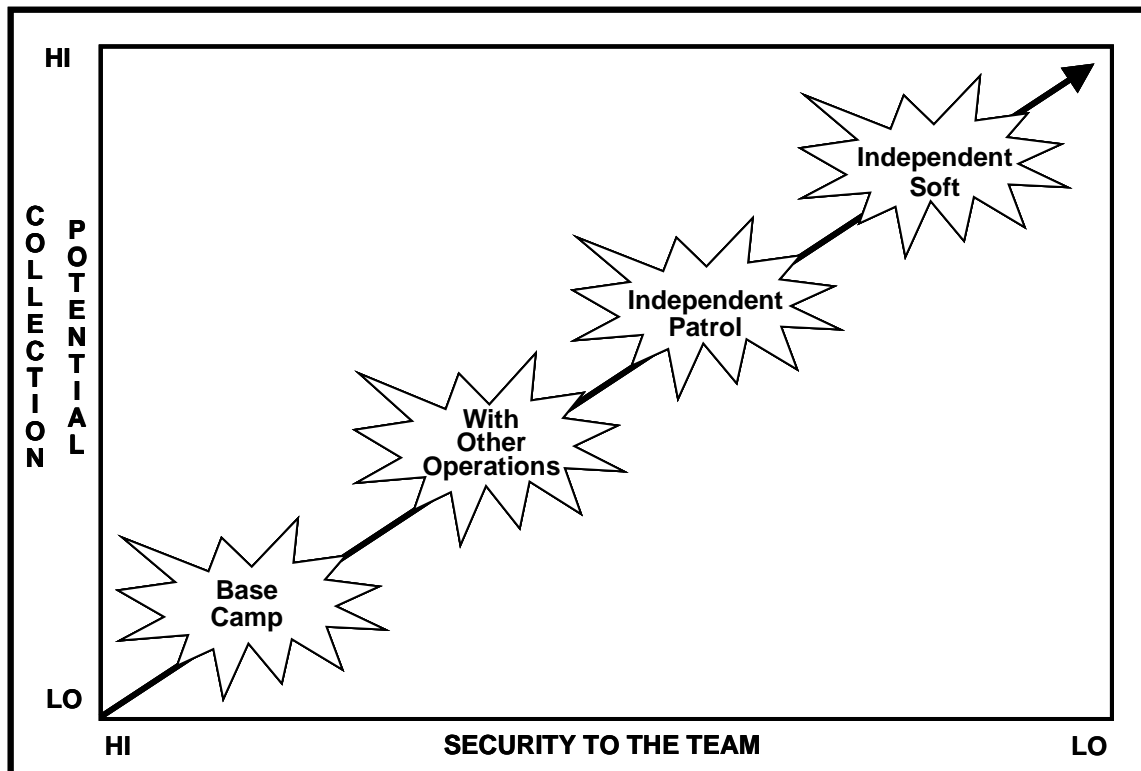 HI
COLLECTION
POTENTIAL
Independent
Soft
Independent
Patrol
With
Other
Operations
Base
Camp
LO
HI
SECURITY TO THE TEAM
LO